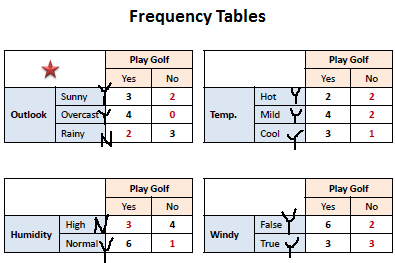 Frequency Tables
Play Golf
Yes No
Outlook Sunny Y 3 2
Overcast Y 4 0
Rainy N 2 3
Play Golf
Yes No
Temp. Hot Y 2 2
Mild Y 4 2
Cool Y 3 1
Play Golf
Yes No
Humidity High N 3 4
Normal Y 6 1
Play Golf
Yes No
Windy False Y 6 2
True Y 3 3